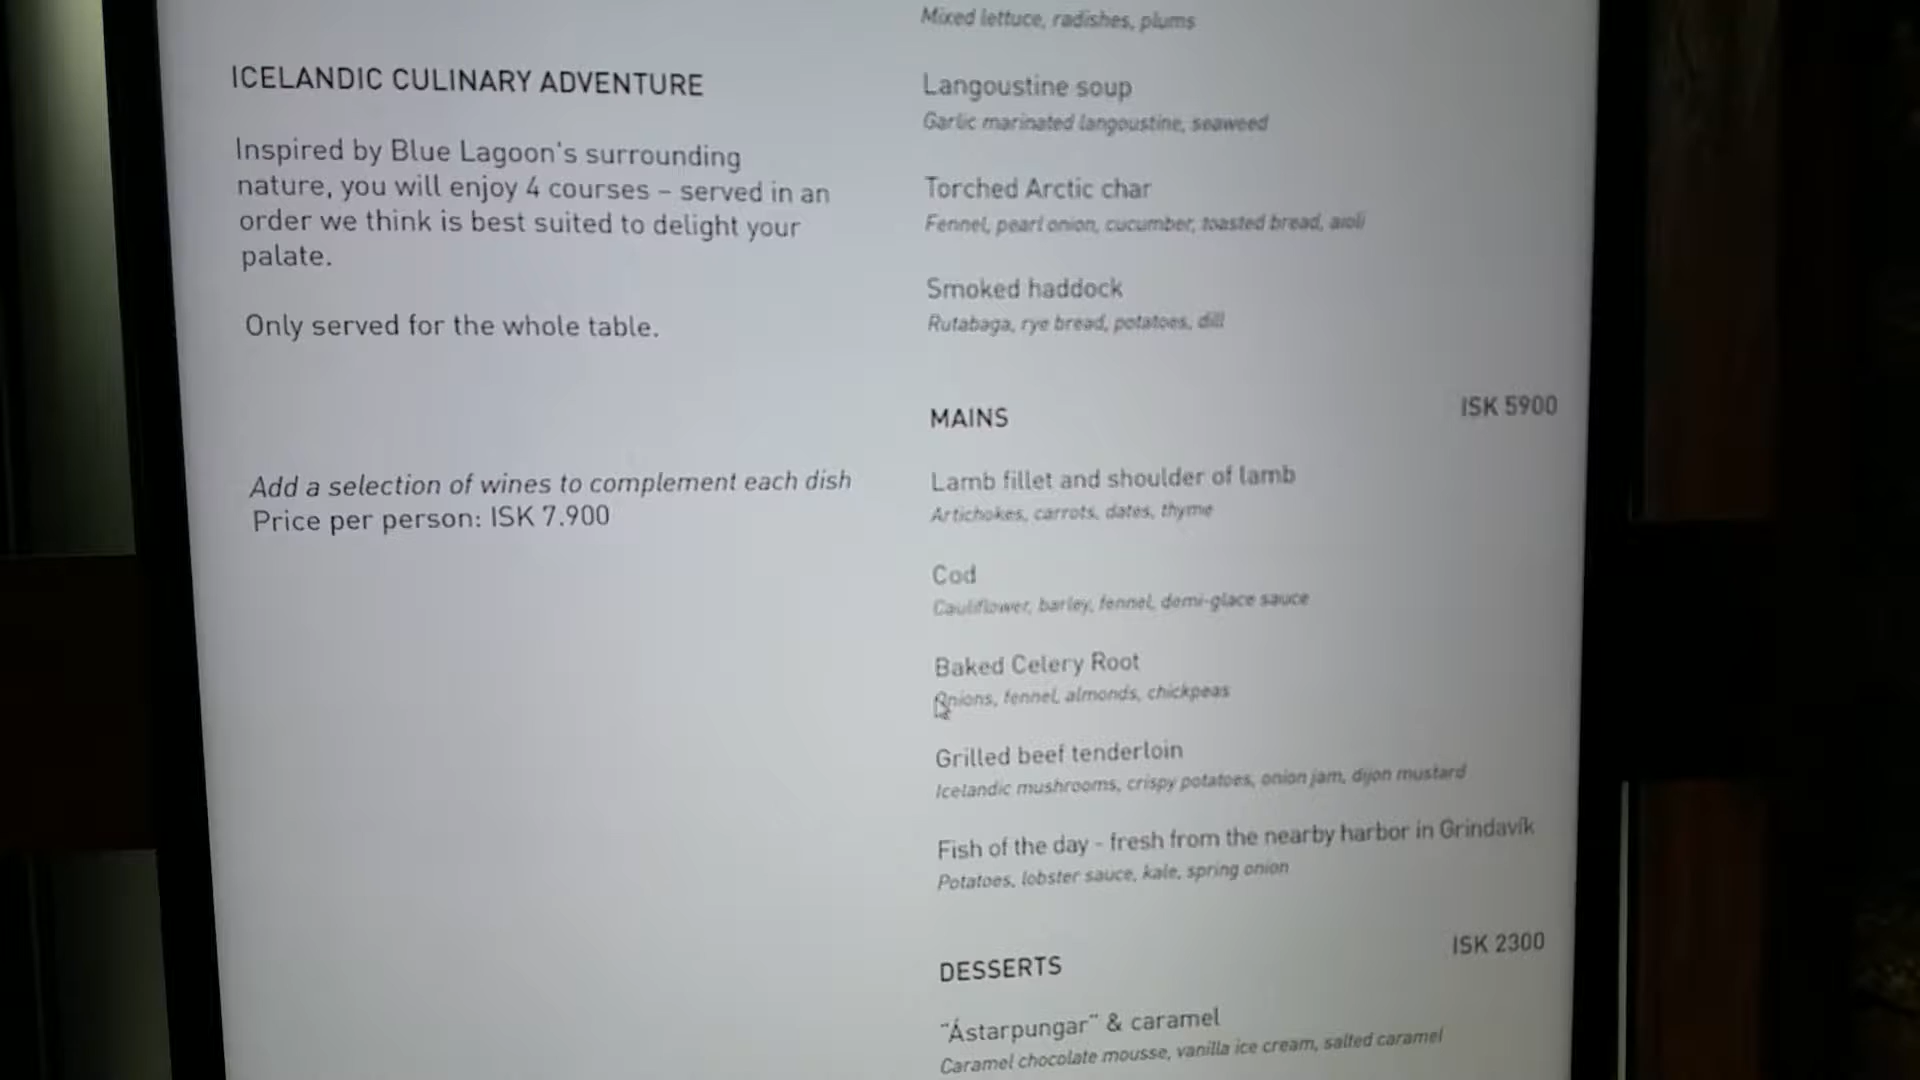 ICELANDIC CULINARY ADVENTURE
Inspired by Blue Lagoon's surrounding
nature, you will enjoy 4 courses – served in an
order we think is best suited to delight your
palate.
Only served for the whole table.
Add a selection of wines to complement each dish
Price per person: ISK 7.900
Mixed lettuce, radishes, plums
Langoustine soup
Garlic marinated langoustine, seaweed
Torched Arctic char
Fennel, pearl onion, cucumber, toasted bread, aioli
Smoked haddock
Rutabaga, rye bread, potatoes, dill
MAINS ISK 5900
Lamb fillet and shoulder of lamb
Artichokes, carrots, dates, thyme
Cod
Cauliflower, barley, fennel, demi-glace sauce
Baked Celery Root
Onions, fennel, almonds, chickpeas
Grilled beef tenderloin
Icelandic mushrooms, crispy potatoes, onion jam, dijon mustard
Fish of the day - fresh from the nearby harbor in Grindavík
Potatoes, lobster sauce, kale, spring onion
DESSERTS ISK 2300
"Ástarpungar" & caramel
Caramel chocolate mousse, vanilla ice cream, salted caramel